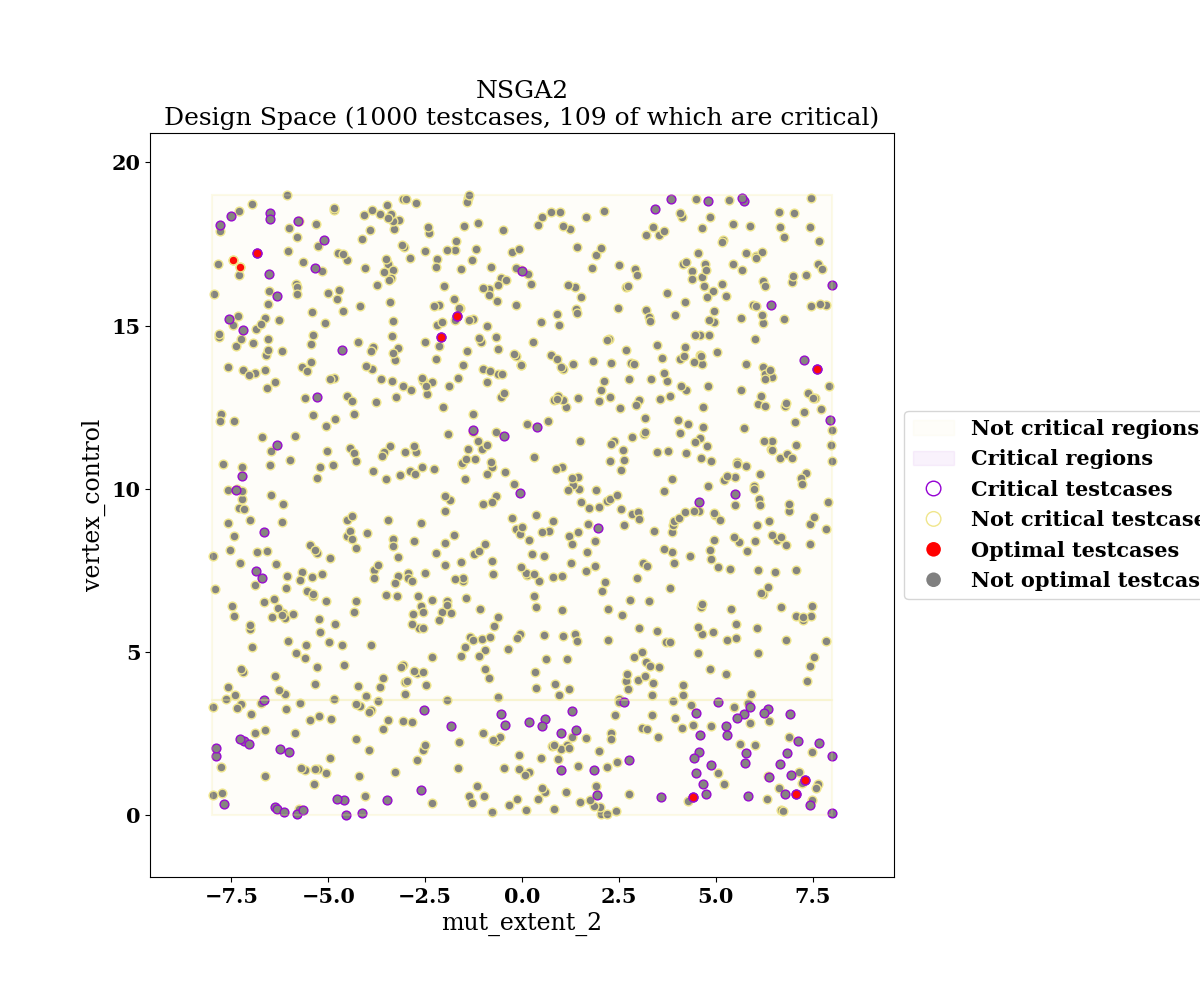 NSGA2
Design Space (1000 testcases, 109 of which are critical)
20
15
10
5
0
vertex_control
−7.5
−5.0
−2.5
0.0
2.5
5.0
7.5
mut_extent_2
Not critical regions
Critical regions
Critical testcases
Not critical testcase
Optimal testcases
Not optimal testcas